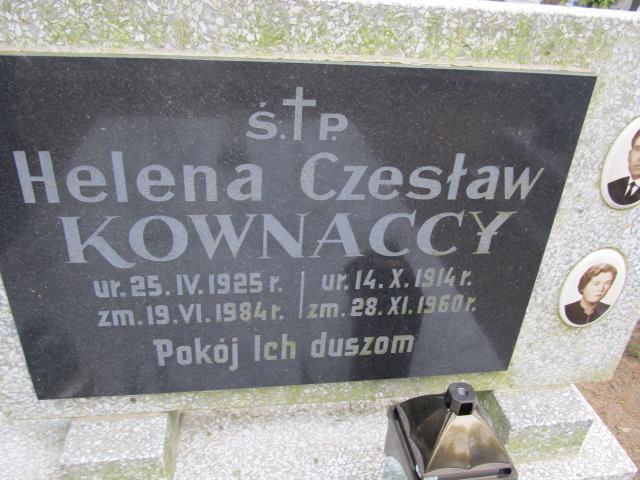 Ś.P.
Helena Czesław
KOWNACCY
ur. 25. IV. 1925 r. ur. 14. X. 1914 r.
zm. 19. VI. 1984 r. zm. 28. XI. 1960 r.
Pokój Ich duszom